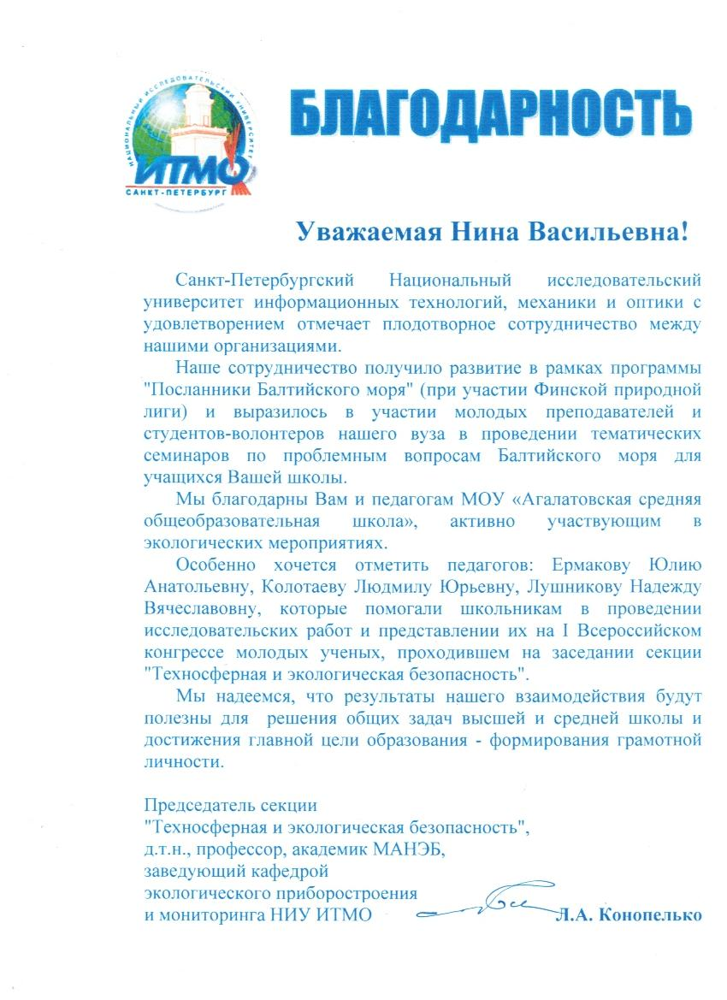 НАЦИОНАЛЬНЫЙ ИССЛЕДОВАТЕЛЬСКИЙ УНИВЕРСИТЕТ
ИТМО
САНКТ-ПЕТЕРБУРГ
БЛАГОДАРНОСТЬ
Уважаемая Нина Васильевна!
Санкт-Петербургский Национальный исследовательский
университет информационных технологий, механики и оптики с
удовлетворением отмечает плодотворное сотрудничество между
нашими организациями.
Наше сотрудничество получило развитие в рамках программы
"Посланники Балтийского моря" (при участии Финской природной
лиги) и выразилось в участии молодых преподавателей и
студентов-волонтеров нашего вуза в проведении тематических
семинаров по проблемным вопросам Балтийского моря для
учащихся Вашей школы.
Мы благодарны Вам и педагогам МОУ «Агалатовская средняя
общеобразовательная школа», активно участвующим в
экологических мероприятиях.
Особенно хочется отметить педагогов: Ермакову Юлию
Анатольевну, Колотаеву Людмилу Юрьевну, Лушникову Надежду
Вячеславовну, которые помогали школьникам в проведении
исследовательских работ и представлении их на I Всероссийском
конгрессе молодых ученых, проходившем на заседании секции
"Техносферная и экологическая безопасность".
Мы надеемся, что результаты нашего взаимодействия будут
полезны для решения общих задач высшей и средней школы и
достижения главной цели образования - формирования грамотной
личности.
Председатель секции
"Техносферная и экологическая безопасность",
д.т.н., профессор, академик МАНЭБ,
заведующий кафедрой
экологического приборостроения
и мониторинга НИУ ИТМО Л.А. Конопелько